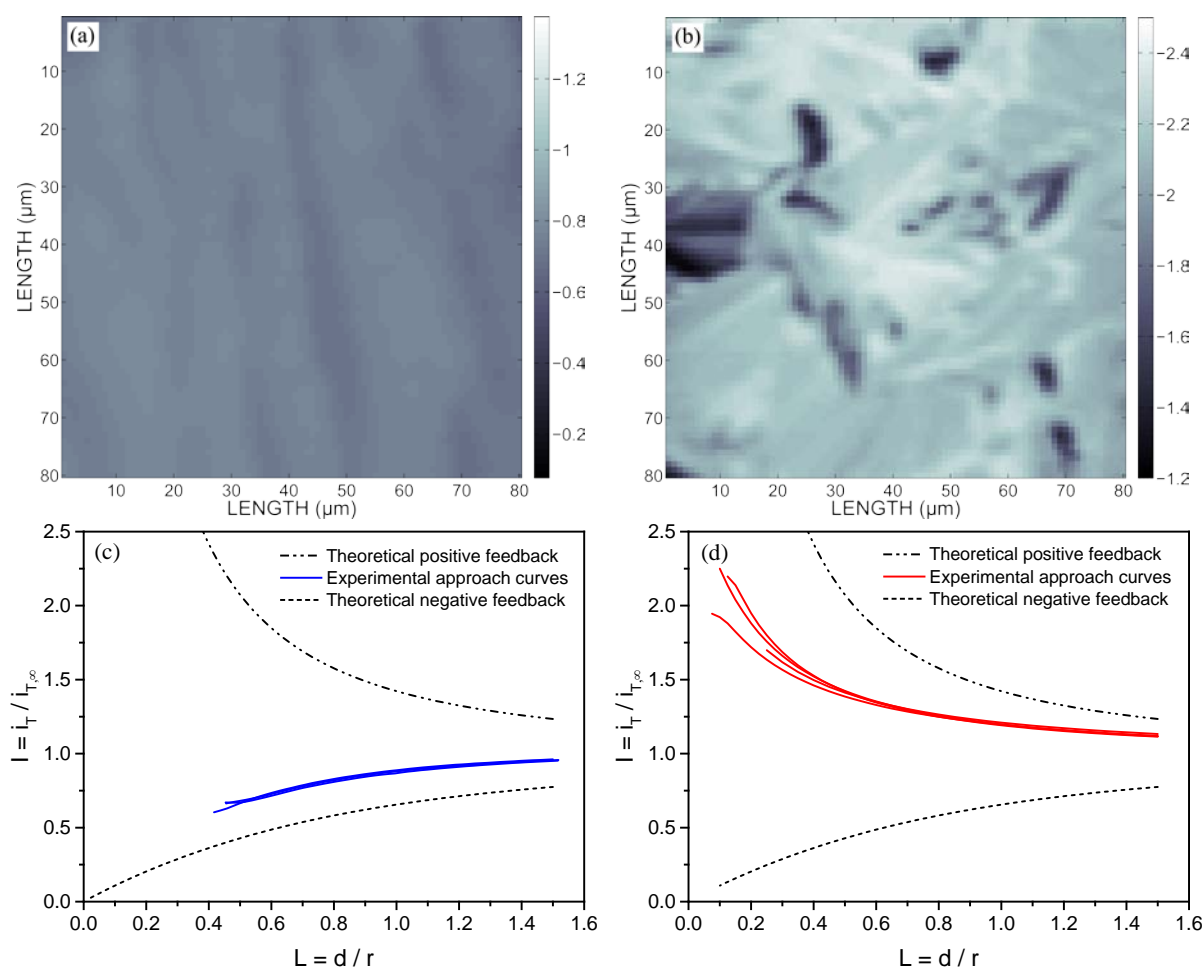 (a)
10
20
30
40
50
60
70
80
LENGTH (µm)
10 20 30 40 50 60 70 80
LENGTH (µm)
1.2
1
0.8
0.6
0.4
0.2
(b)
10
20
30
40
50
60
70
80
LENGTH (µm)
10 20 30 40 50 60 70 80
LENGTH (µm)
2.4
2.2
2
1.8
1.6
1.4
1.2
(c)
Theoretical positive feedback
Experimental approach curves
Theoretical negative feedback
2.5
2.0
1.5
1.0
0.5
0.0
I = i_T / i_T,∞
0.0 0.2 0.4 0.6 0.8 1.0 1.2 1.4 1.6
L = d / r
(d)
Theoretical positive feedback
Experimental approach curves
Theoretical negative feedback
2.5
2.0
1.5
1.0
0.5
0.0
I = i_T / i_T,∞
0.0 0.2 0.4 0.6 0.8 1.0 1.2 1.4 1.6
L = d / r